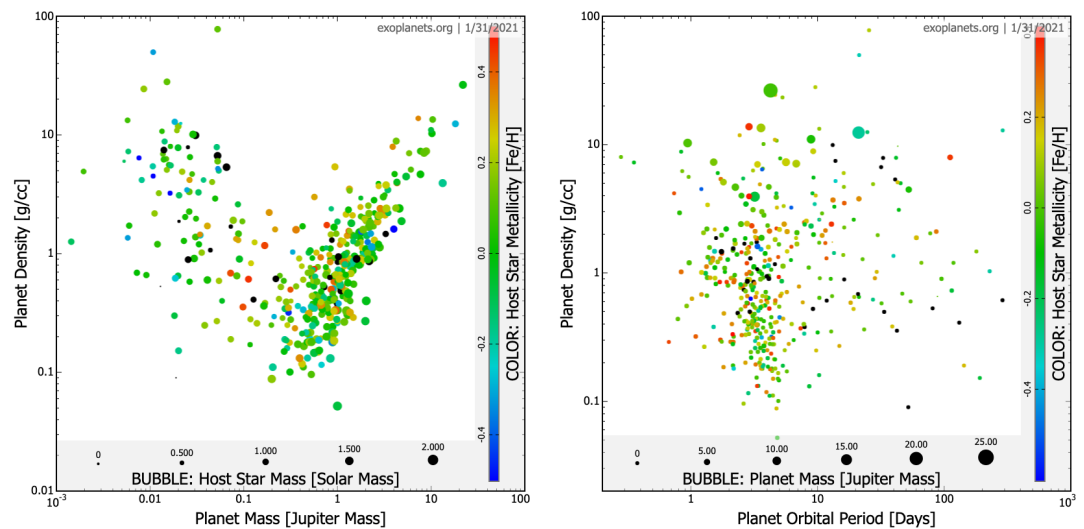 exoplanets.org | 1/31/2021
100
10
1
0.1
0.01
Planet Density [g/cc]
0.4
0.2
0.0
-0.2
-0.4
COLOR: Host Star Metallicity [Fe/H]
0 0.500 1.000 1.500 2.000
BUBBLE: Host Star Mass [Solar Mass]
10⁻³ 0.01 0.1 1 10 100
Planet Mass [Jupiter Mass]
exoplanets.org | 1/31/2021
100
10
1
0.1
Planet Density [g/cc]
0.2
0.0
-0.4
COLOR: Host Star Metallicity [Fe/H]
0 5.00 10.00 15.00 20.00 25.00
BUBBLE: Planet Mass [Jupiter Mass]
1 10 100 10³
Planet Orbital Period [Days]